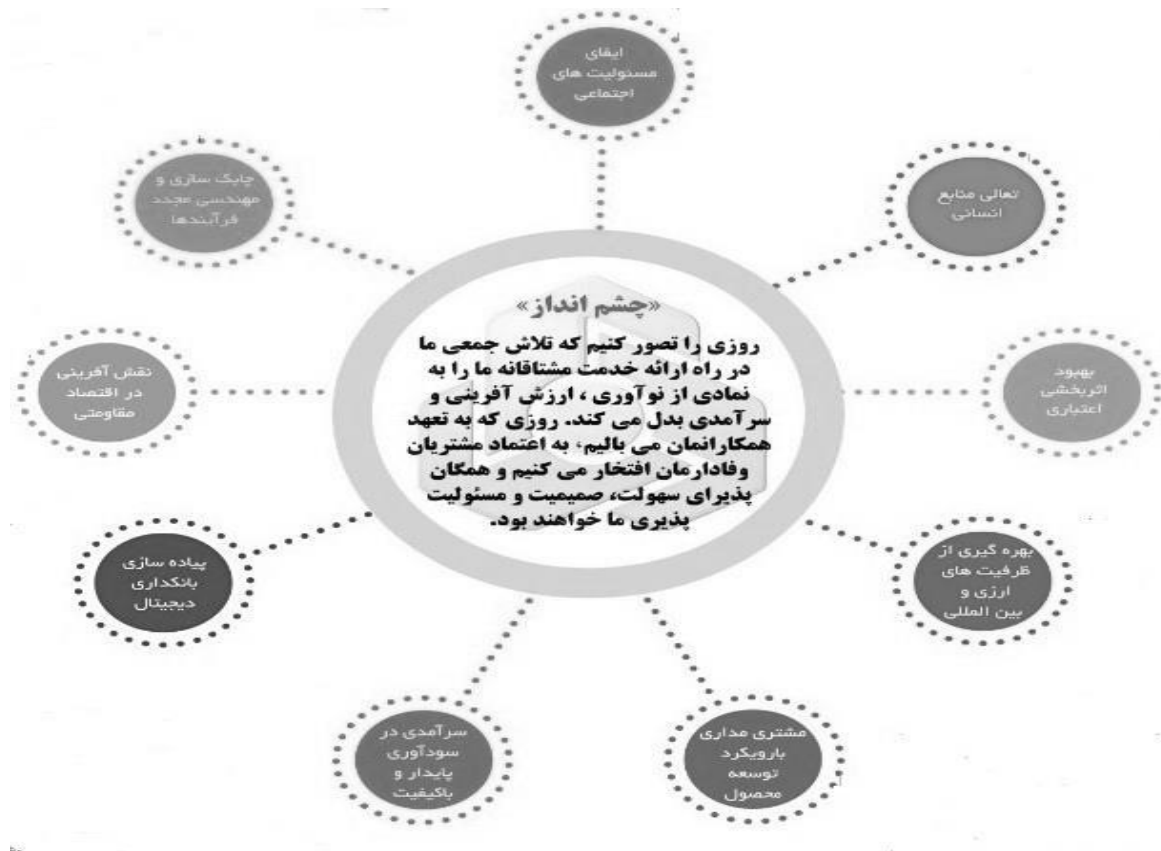 ایفای
مسئولیت های
اجتماعی
تعالی منابع
انسانی
بهبود
اثربخشی
اعتباری
بهره گیری از
ظرفیت های
ارزی و
بین المللی
مشتری مداری
بارویکرد
توسعه
محصول
سرآمدی در
سودآوری
پایدار و
باکیفیت
پیاده سازی
بانکداری
دیجیتال
نقش آفرینی
در اقتصاد
مقاومتی
چابک سازی و
مهندسی مجدد
فرآیندها
«چشم انداز»
روزی را تصور کنیم که تلاش جمعی ما
در راه ارائه خدمت مشتاقانه ما را به
نمادی از نوآوری ، ارزش آفرینی و
سرآمدی بدل می کند. روزی که به تعهد
همکارانمان می بالیم، به اعتماد مشتریان
وفادارمان افتخار می کنیم و همگان
پذیرای سهولت، صمیمیت و مسئولیت
پذیری ما خواهند بود.